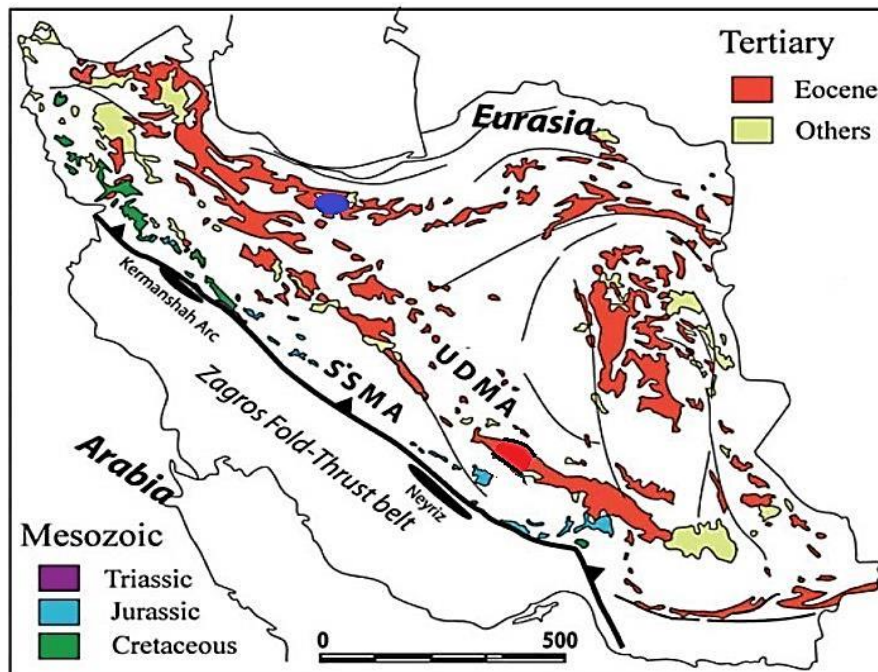 Tertiary
Eocene
Others
Eurasia
Kermanshah Arc
SSMA
UDMA
Zagros Fold-Thrust belt
Neyriz
Arabia
Mesozoic
Triassic
Jurassic
Cretaceous
0 500